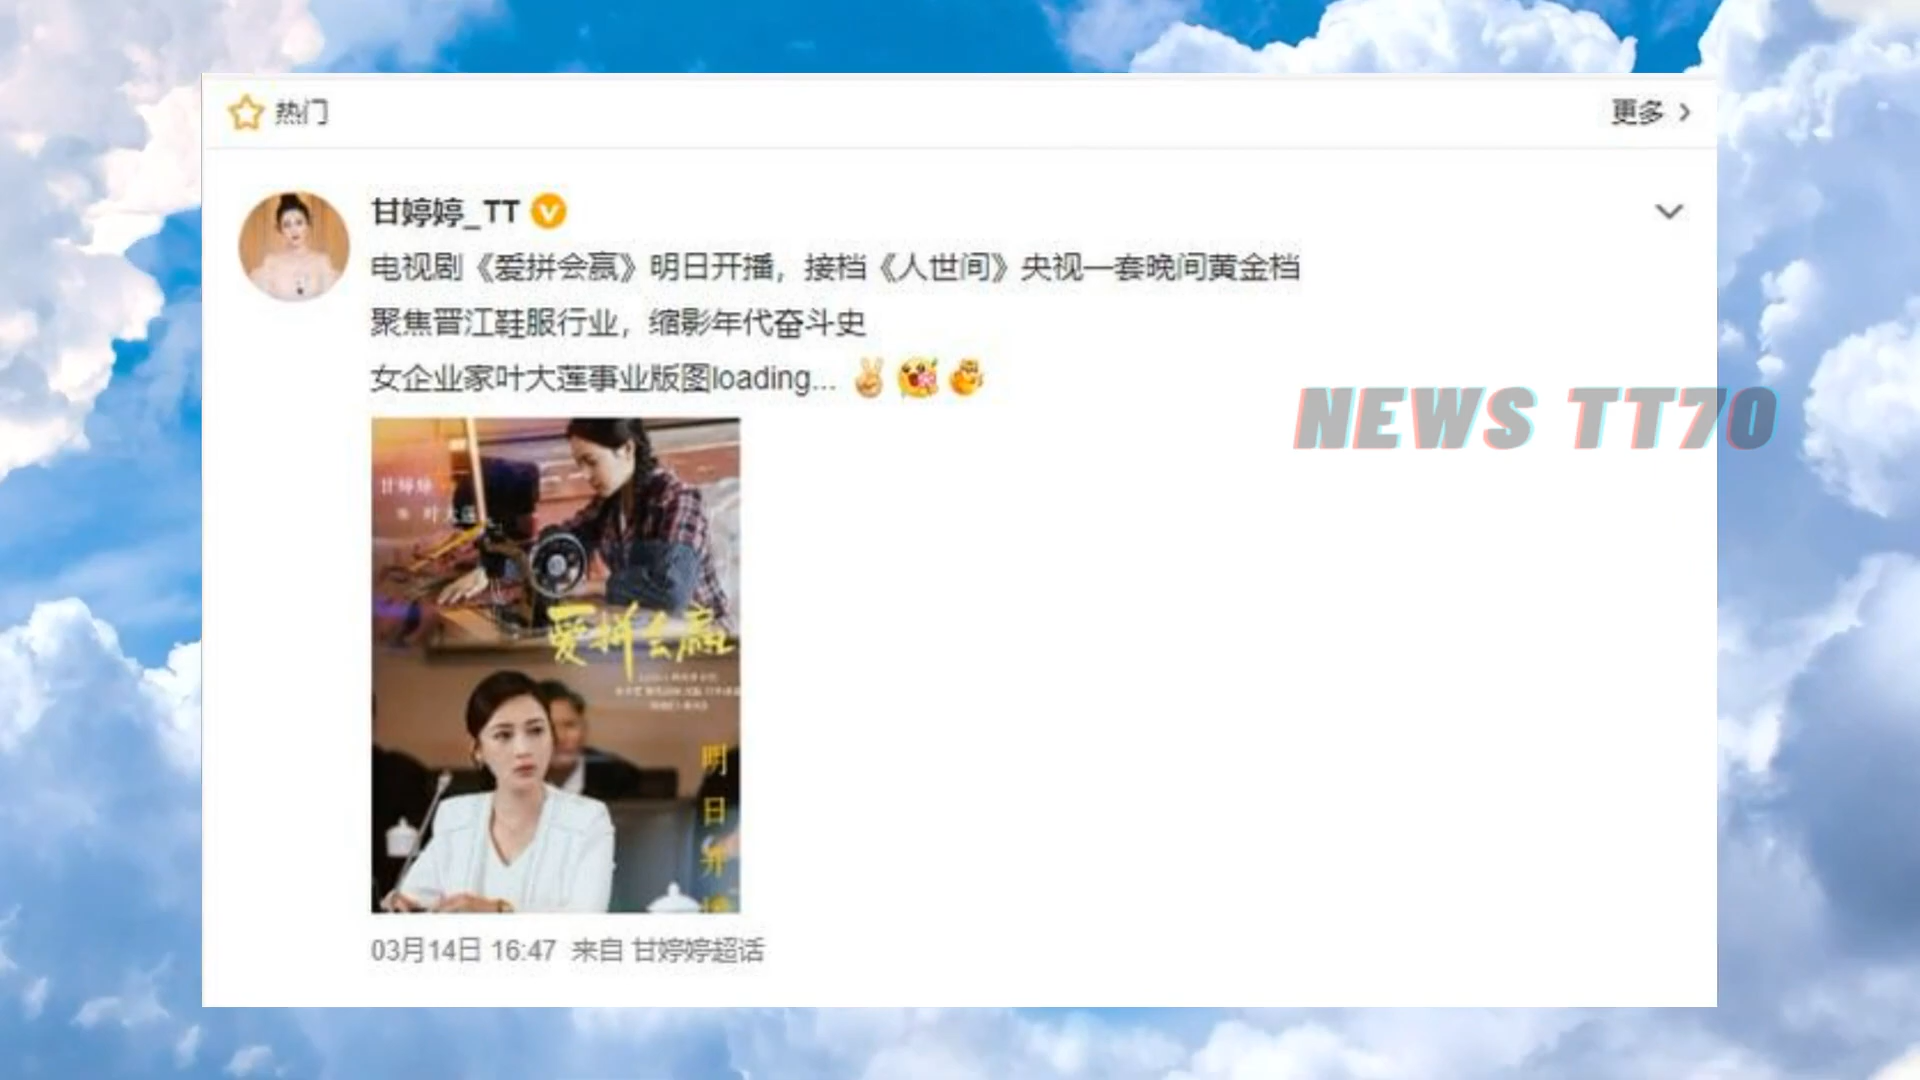 热门
更多
甘婷婷_TT
电视剧《爱拼会赢》明日开播，接档《人世间》央视一套晚间黄金档
聚焦晋江鞋服行业，缩影年代奋斗史
女企业家叶大莲事业版图loading...
NEWS TT70
甘婷婷
饰 叶大莲
爱拼会赢
明日开播
03月14日 16:47 来自 甘婷婷超话